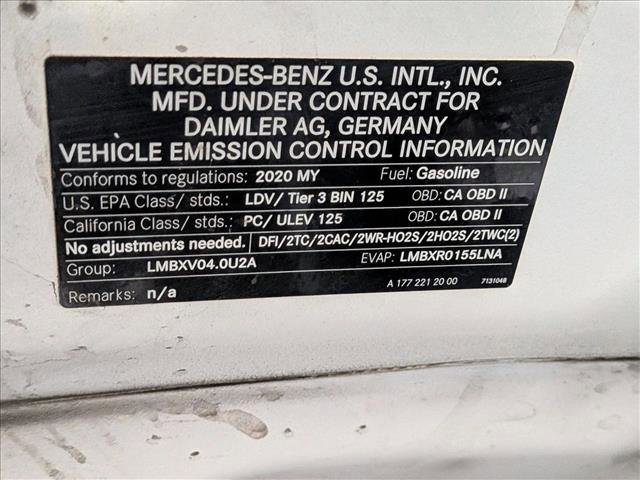 MERCEDES-BENZ U.S. INTL., INC.
MFD. UNDER CONTRACT FOR
DAIMLER AG, GERMANY
VEHICLE EMISSION CONTROL INFORMATION
Conforms to regulations: 2020 MY Fuel: Gasoline
U.S. EPA Class/ stds.: LDV/ Tier 3 BIN 125 OBD: CA OBD II
California Class/ stds.: PC/ ULEV 125 OBD: CA OBD II
No adjustments needed. DFI/2TC/2CAC/2WR-HO2S/2HO2S/2TWC(2)
Group: LMBXV04.0U2A EVAP: LMBXR0155LNA
Remarks: n/a A 177 221 20 00 7131048